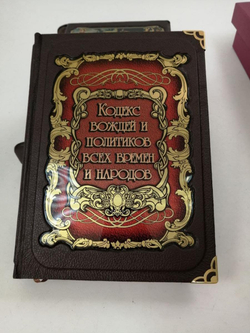 Кодекс
вождей и
политиков
всех времен
и народов